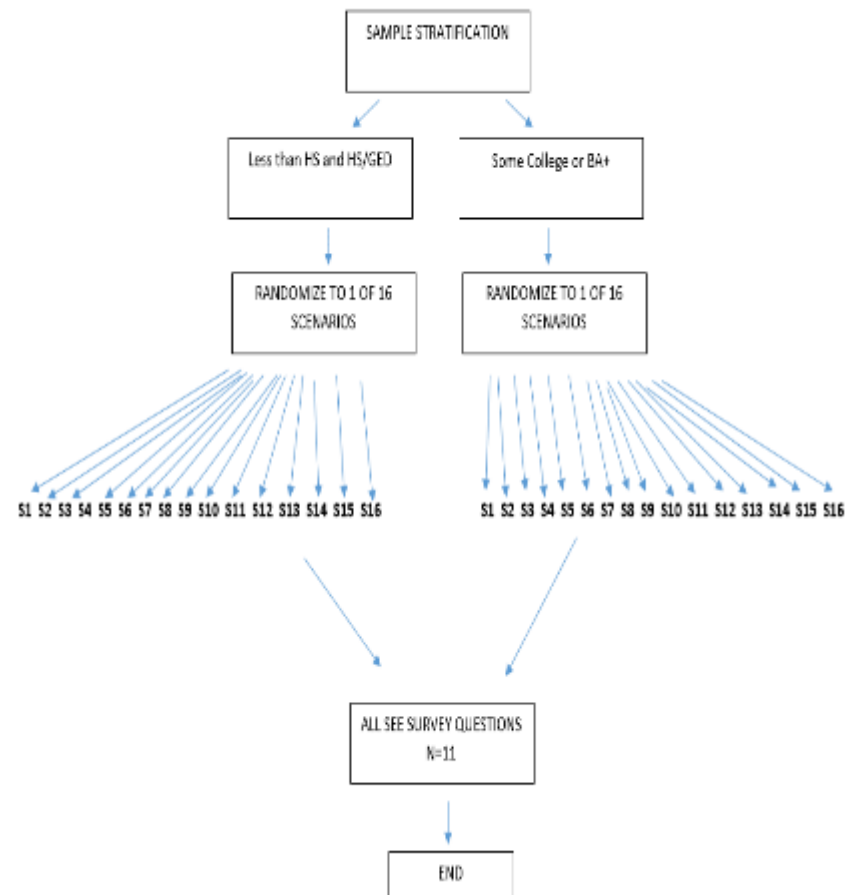 SAMPLE STRATIFICATION
Less than HS and HS/GED
Some College or BA+
RANDOMIZE TO 1 OF 16
SCENARIOS
RANDOMIZE TO 1 OF 16
SCENARIOS
S1 S2 S3 S4 S5 S6 S7 S8 S9 S10 S11 S12 S13 S14 S15 S16
S1 S2 S3 S4 S5 S6 S7 S8 S9 S10 S11 S12 S13 S14 S15 S16
ALL SEE SURVEY QUESTIONS
N=11
END